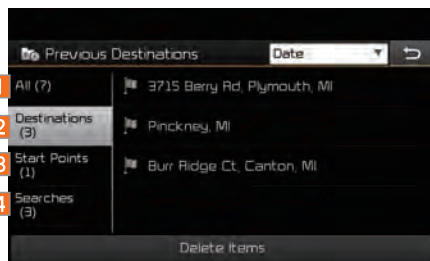 Previous Destinations Date
1 All (7)
3715 Berry Rd, Plymouth, MI
2 Destinations
(3)
Pinckney, MI
3 Start Points
(1)
Burr Ridge Ct, Canton, MI
4 Searches
(3)
Delete Items